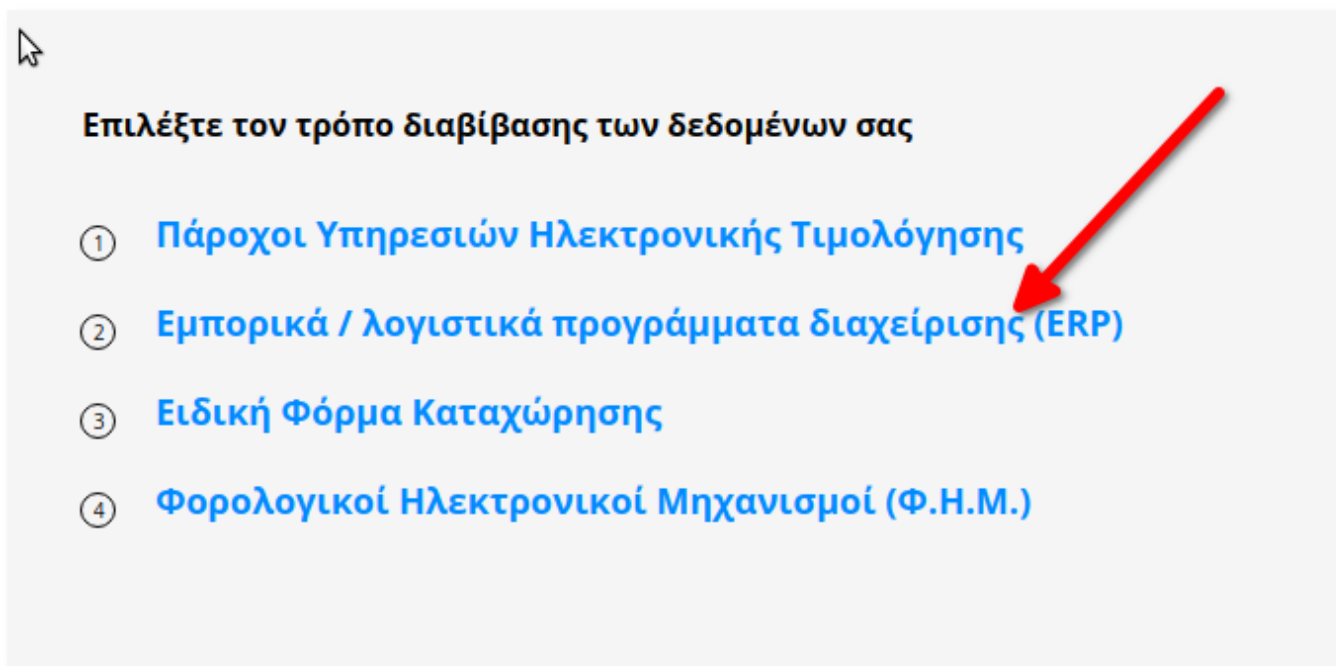 Επιλέξτε τον τρόπο διαβίβασης των δεδομένων σας
1 Πάροχοι Υπηρεσιών Ηλεκτρονικής Τιμολόγησης
2 Εμπορικά / λογιστικά προγράμματα διαχείρισης (ERP)
3 Ειδική Φόρμα Καταχώρησης
4 Φορολογικοί Ηλεκτρονικοί Μηχανισμοί (Φ.Η.Μ.)